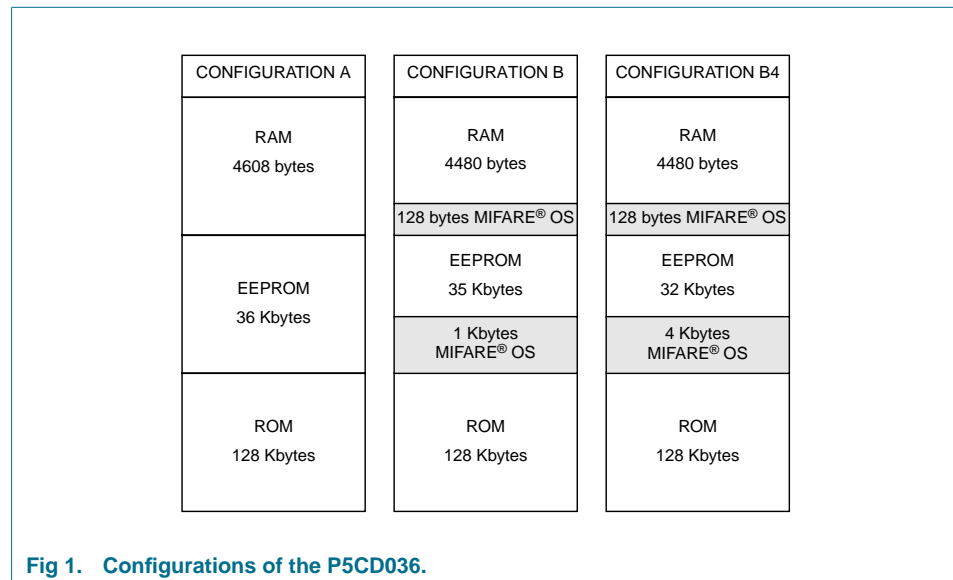 CONFIGURATION A
RAM
4608 bytes
EEPROM
36 Kbytes
ROM
128 Kbytes
CONFIGURATION B
RAM
4480 bytes
128 bytes MIFARE® OS
EEPROM
35 Kbytes
1 Kbytes
MIFARE® OS
ROM
128 Kbytes
CONFIGURATION B4
RAM
4480 bytes
128 bytes MIFARE® OS
EEPROM
32 Kbytes
4 Kbytes
MIFARE® OS
ROM
128 Kbytes
Fig 1. Configurations of the P5CD036.